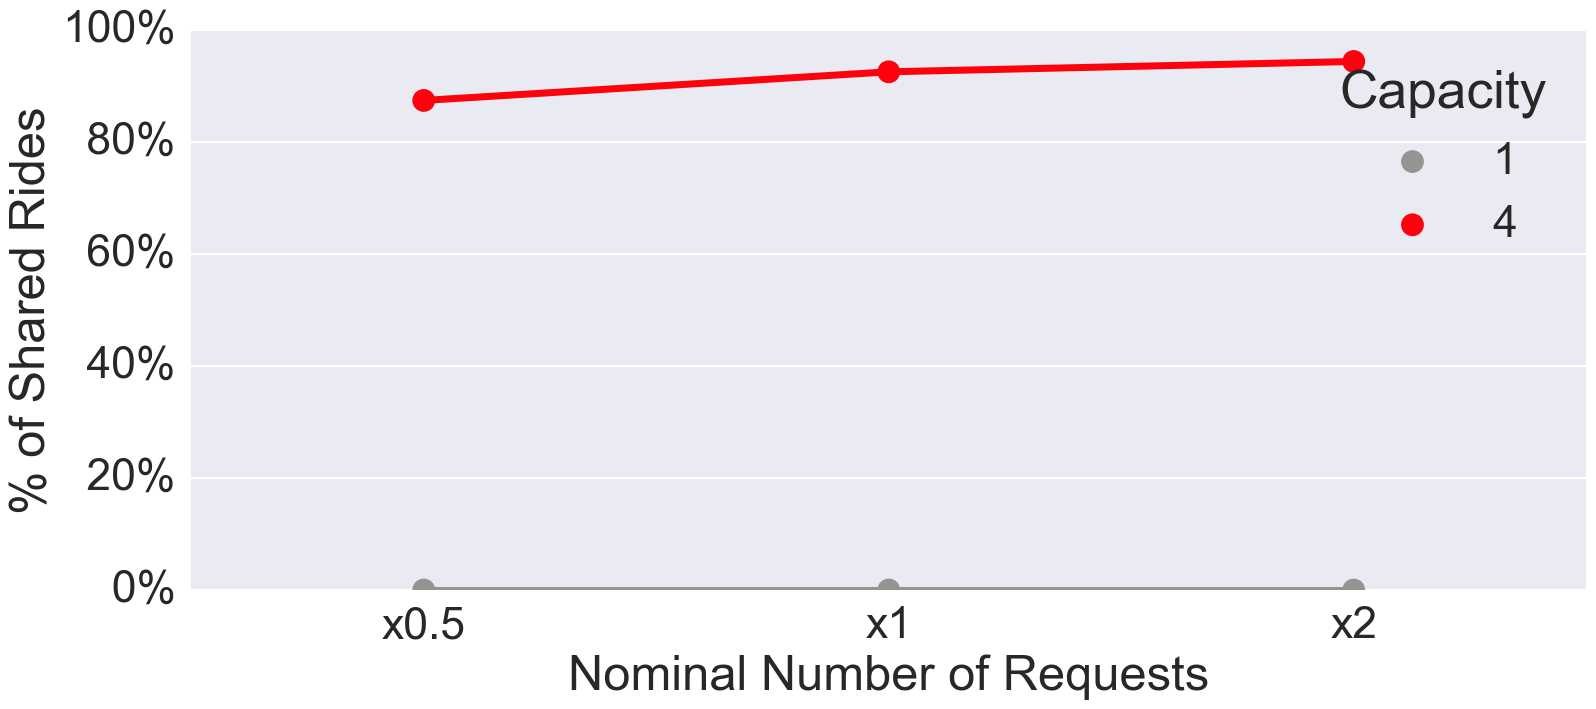 100%
80%
60%
40%
20%
0%
% of Shared Rides
Capacity
1
4
x0.5 x1 x2
Nominal Number of Requests